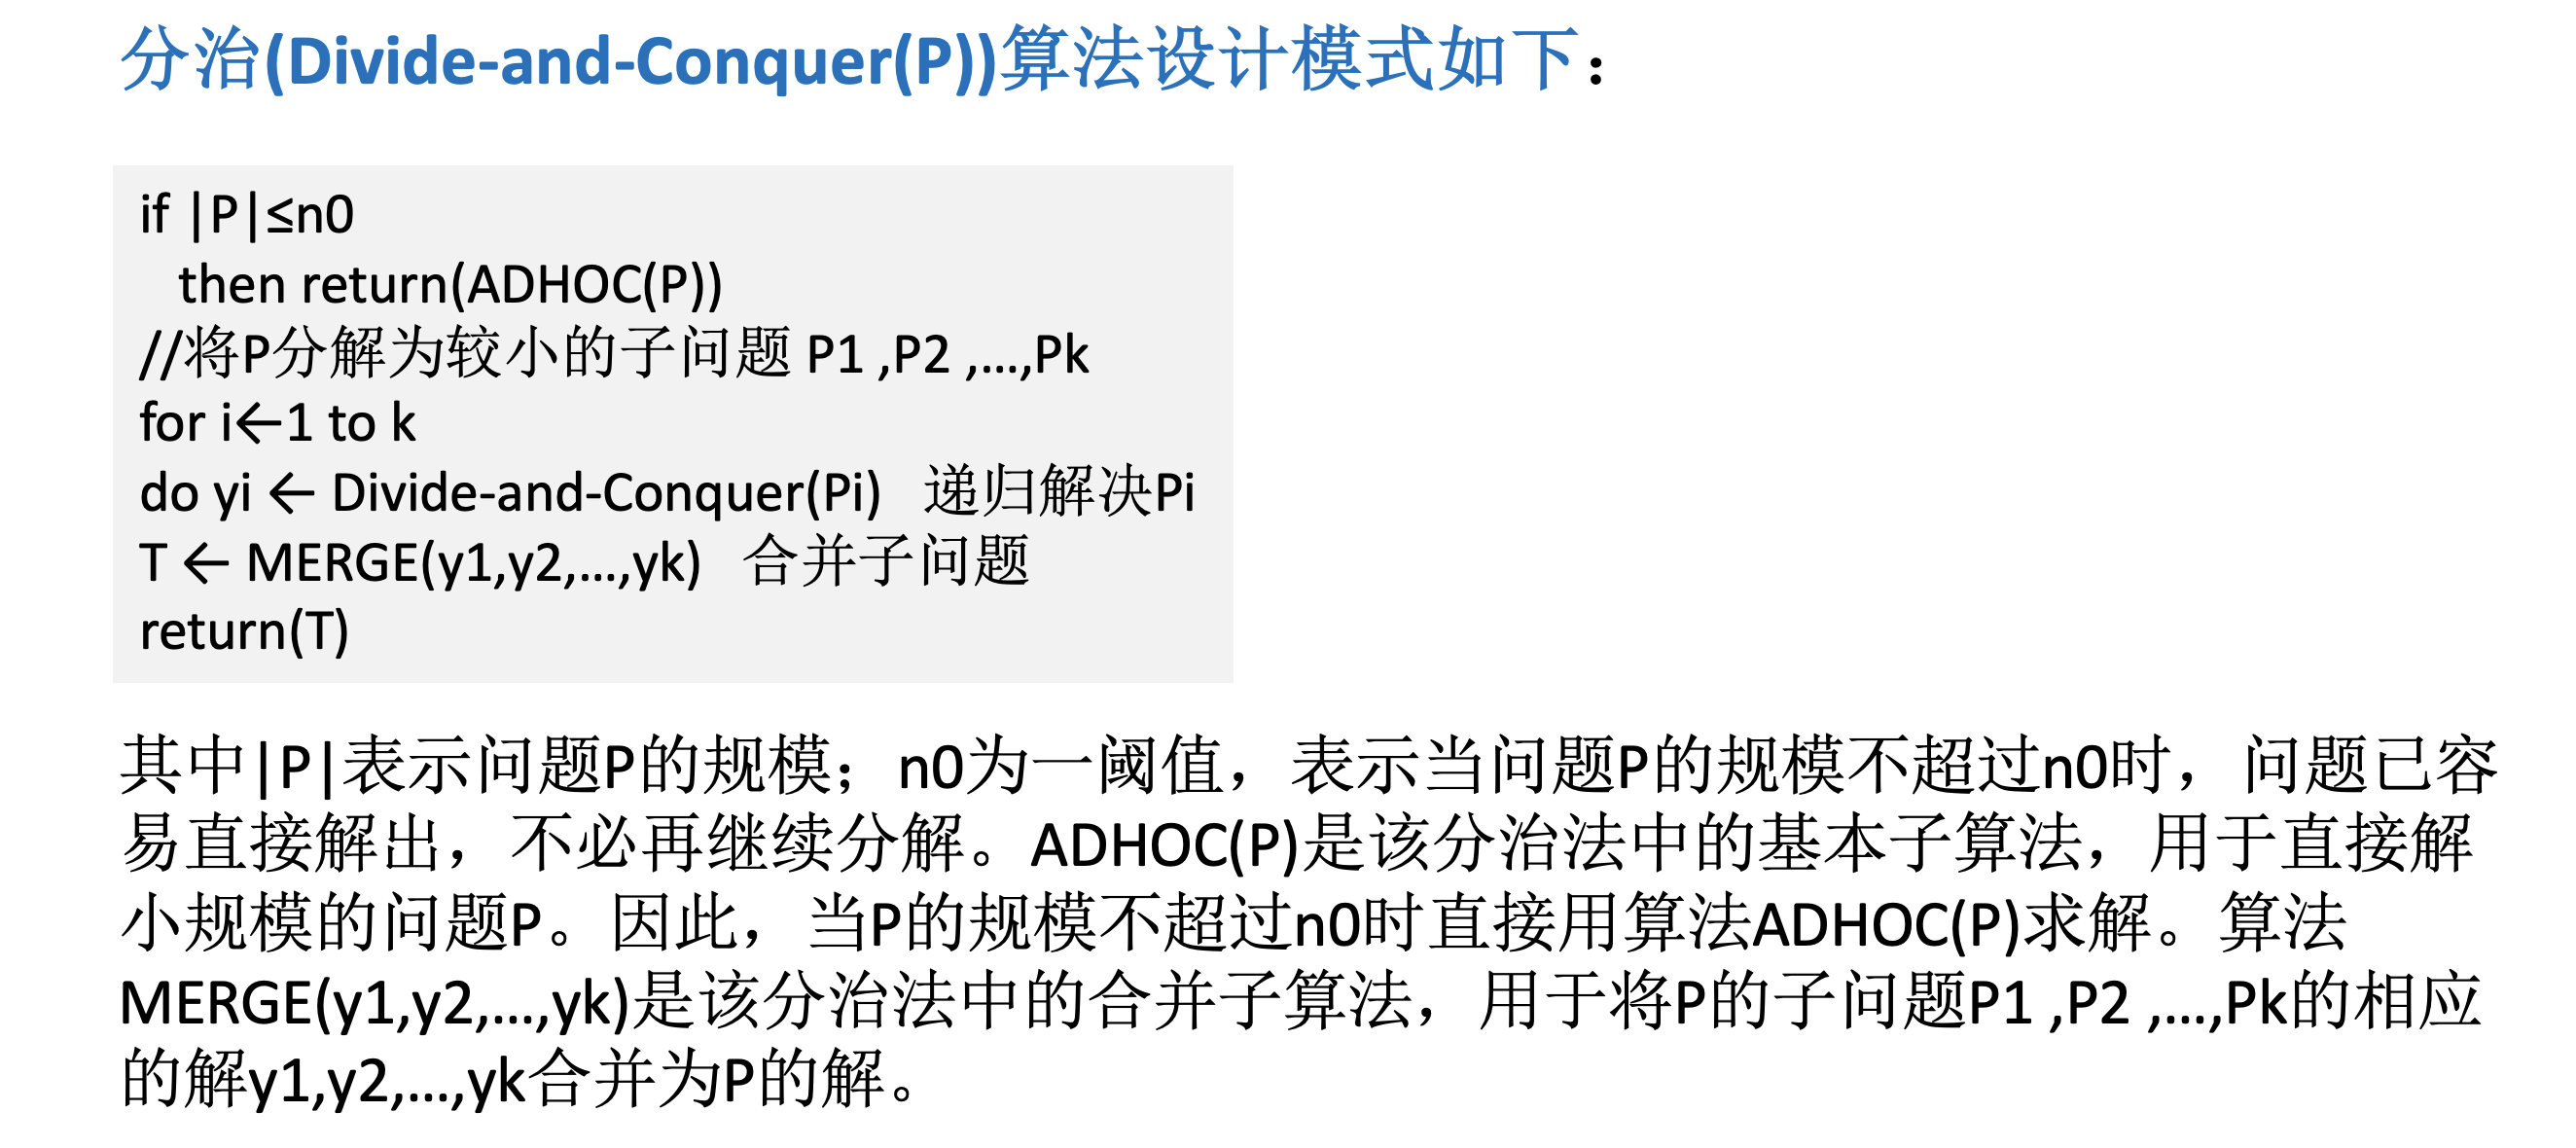 分治(Divide-and-Conquer(P))算法设计模式如下：
if |P|≤n0
then return(ADHOC(P))
//将P分解为较小的子问题 P1 ,P2 ,...,Pk
for i←1 to k
do yi ← Divide-and-Conquer(Pi) 递归解决Pi
T ← MERGE(y1,y2,...,yk) 合并子问题
return(T)
其中|P|表示问题P的规模；n0为一阈值，表示当问题P的规模不超过n0时，问题已容
易直接解出，不必再继续分解。ADHOC(P)是该分治法中的基本子算法，用于直接解
小规模的问题P。因此，当P的规模不超过n0时直接用算法ADHOC(P)求解。算法
MERGE(y1,y2,...,yk)是该分治法中的合并子算法，用于将P的子问题P1 ,P2 ,...,Pk的相应
的解y1,y2,...,yk合并为P的解。